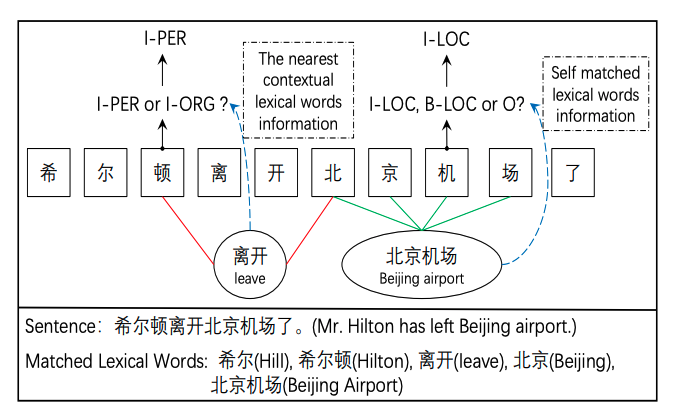 I-PER
I-LOC
The nearest
contextual
lexical words
information
Self matched
lexical words
information
I-PER or I-ORG ?
I-LOC, B-LOC or O?
希 尔 顿 离 开 北 京 机 场 了
离开
leave
北京机场
Beijing airport
Sentence: 希尔顿离开北京机场了。(Mr. Hilton has left Beijing airport.)
Matched Lexical Words: 希尔(Hill), 希尔顿(Hilton), 离开(leave), 北京(Beijing),
北京机场(Beijing Airport)